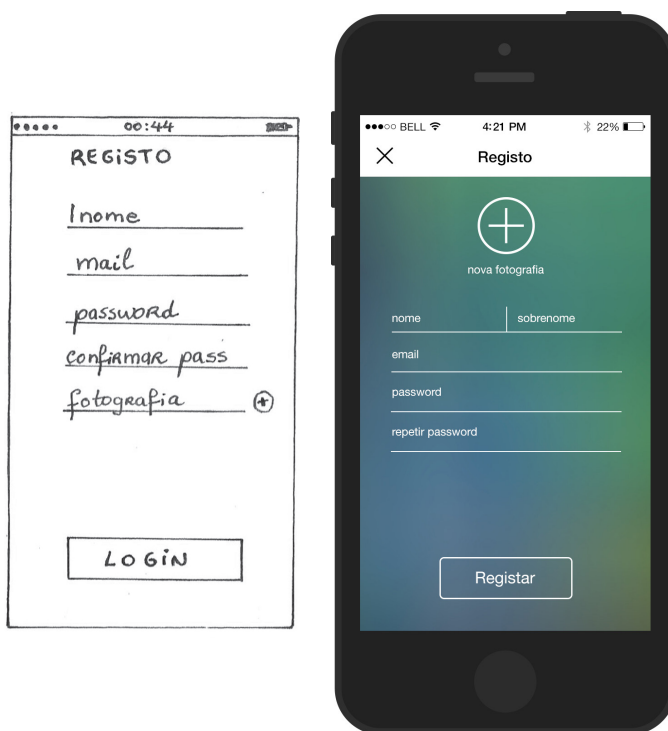 00:44
REGISTO
nome
mail
password
confirmar pass
fotografia
LOGIN
BELL 4:21 PM 22%
Registo
nova fotografia
nome sobrenome
email
password
repetir password
Registar